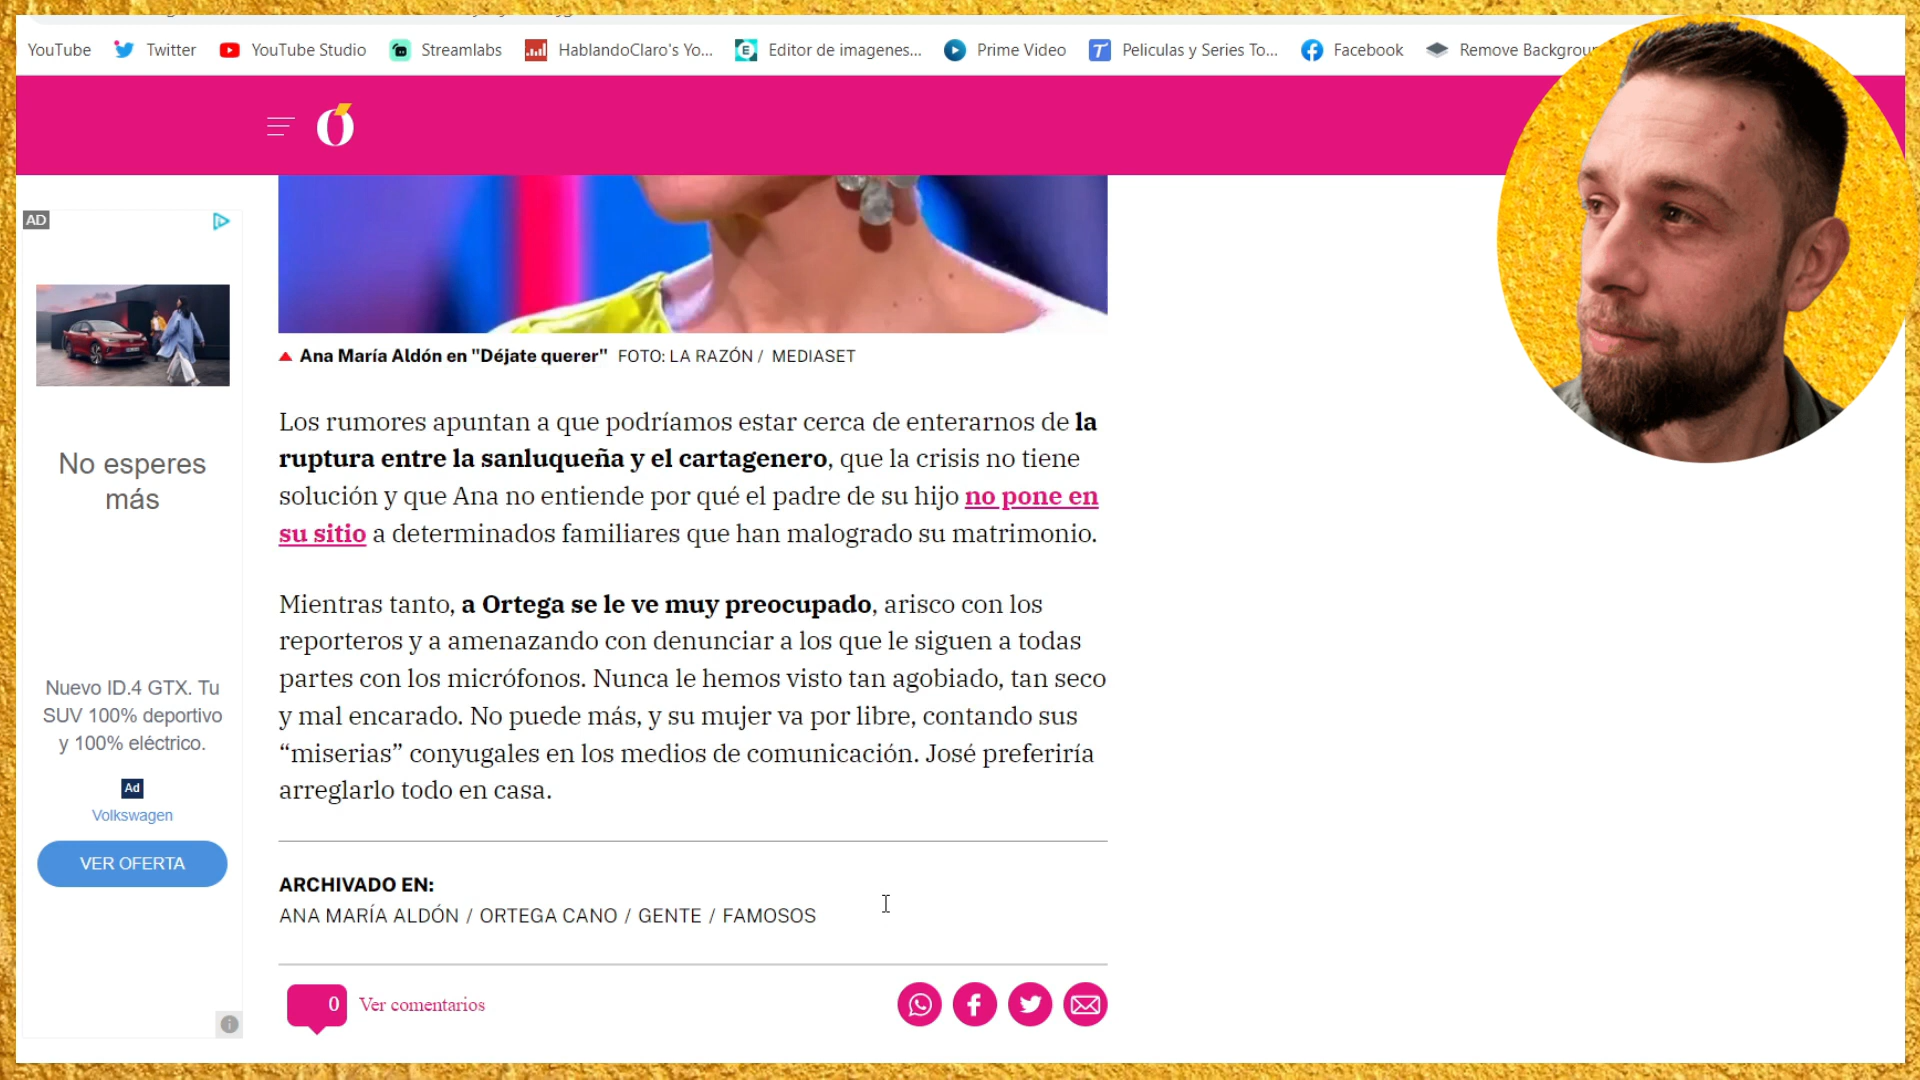 YouTube Twitter YouTube Studio Streamlabs HablandoClaro's Yo... Editor de imagenes... Prime Video Peliculas y Series To... Facebook Remove
Ó
AD
No esperes
más
Nuevo ID.4 GTX. Tu
SUV 100% deportivo
y 100% eléctrico.
Ad
Volkswagen
VER OFERTA
Ana María Aldón en "Déjate querer" FOTO: LA RAZÓN / MEDIASET
Los rumores apuntan a que podríamos estar cerca de enterarnos de la
ruptura entre la sanluqueña y el cartagenero, que la crisis no tiene
solución y que Ana no entiende por qué el padre de su hijo no pone en
su sitio a determinados familiares que han malogrado su matrimonio.
Mientras tanto, a Ortega se le ve muy preocupado, arisco con los
reporteros y a amenazando con denunciar a los que le siguen a todas
partes con los micrófonos. Nunca le hemos visto tan agobiado, tan seco
y mal encarado. No puede más, y su mujer va por libre, contando sus
“miserias” conyugales en los medios de comunicación. José preferiría
arreglarlo todo en casa.
ARCHIVADO EN:
ANA MARÍA ALDÓN / ORTEGA CANO / GENTE / FAMOSOS
0 Ver comentarios